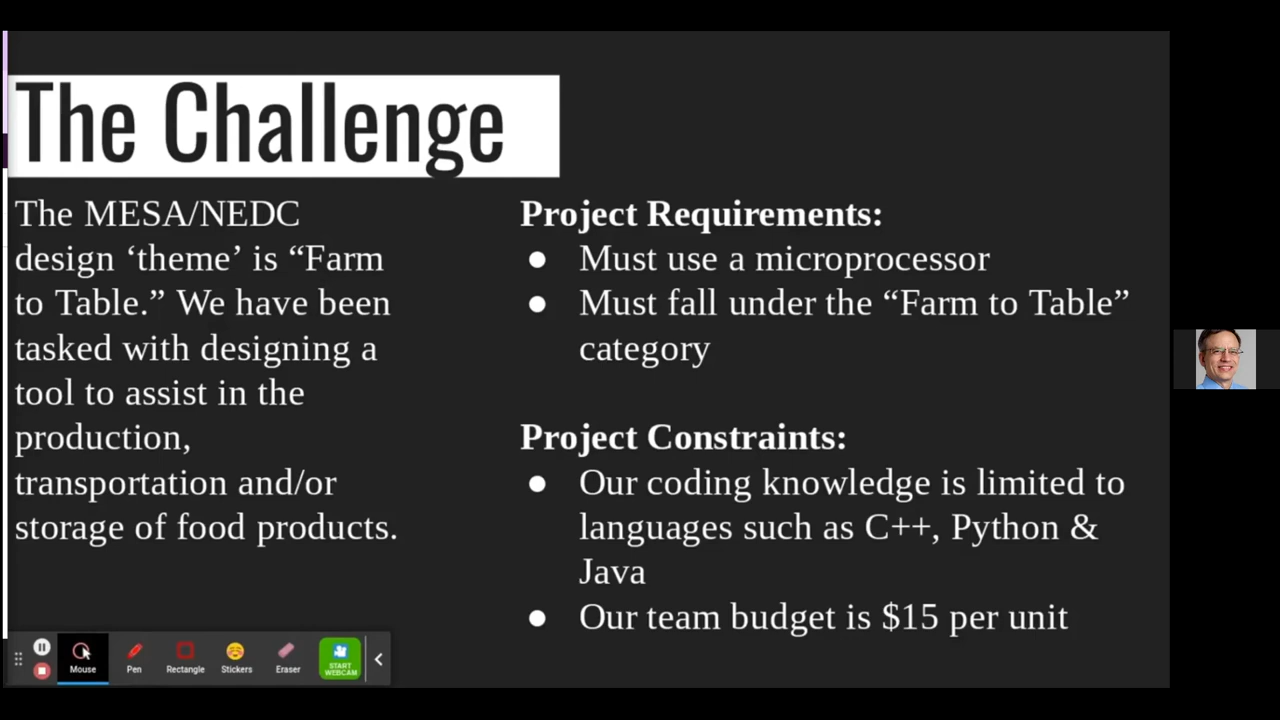 The Challenge
The MESA/NEDC
design ‘theme’ is “Farm
to Table.” We have been
tasked with designing a
tool to assist in the
production,
transportation and/or
storage of food products.
Project Requirements:
● Must use a microprocessor
● Must fall under the “Farm to Table”
category
Project Constraints:
● Our coding knowledge is limited to
languages such as C++, Python &
Java
● Our team budget is $15 per unit
Mouse
Pen
Rectangle
Stickers
Eraser
START
WEBCAM